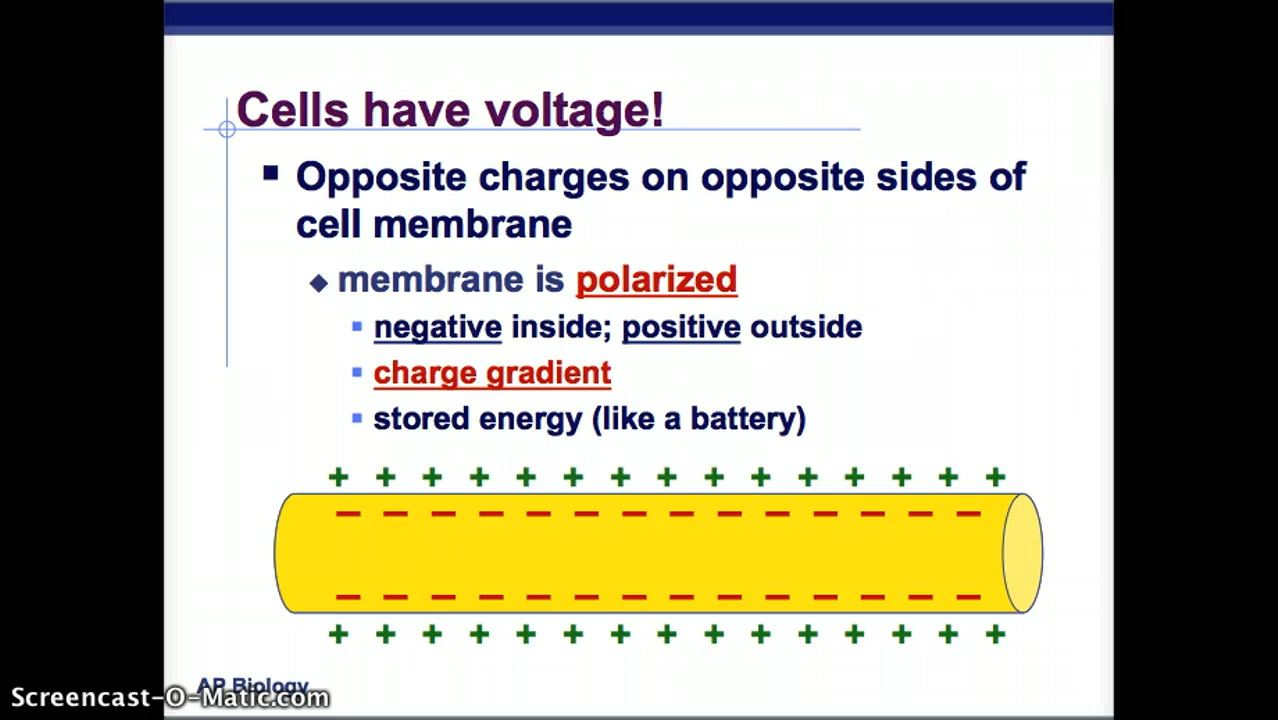 Cells have voltage!
▪ Opposite charges on opposite sides of
cell membrane
◆ membrane is polarized
▪ negative inside; positive outside
▪ charge gradient
▪ stored energy (like a battery)
+ + + + + + + + + + + + + + +
– – – – – – – – – – – – – –
– – – – – – – – – – – – – –
+ + + + + + + + + + + + + + +
AP Biology
Screencast-O-Matic.com